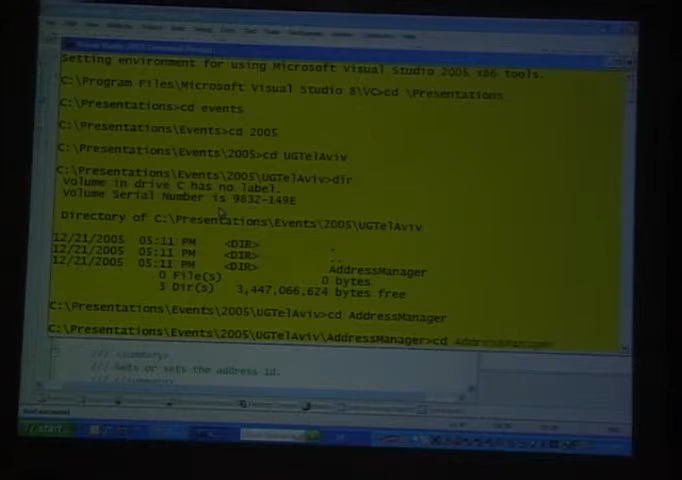 Setting environment for using Microsoft Visual Studio 2005 x86 tools.
C:\Program Files\Microsoft Visual Studio 8\VC>cd \Presentations
C:\Presentations>cd events
C:\Presentations\Events>cd 2005
C:\Presentations\Events\2005>cd UGTelAviv
C:\Presentations\Events\2005\UGTelAviv>dir
Volume in drive C has no label.
Volume Serial Number is 9832-149E
Directory of C:\Presentations\Events\2005\UGTelAviv
12/21/2005 05:11 PM <DIR> .
12/21/2005 05:11 PM <DIR> ..
12/21/2005 05:11 PM <DIR> AddressManager
0 File(s) 0 bytes
3 Dir(s) 3,447,066,624 bytes free
C:\Presentations\Events\2005\UGTelAviv>cd AddressManager
C:\Presentations\Events\2005\UGTelAviv\AddressManager>cd AddressManager
/// <summary>
/// Gets or sets the address id.
/// </summary>
start